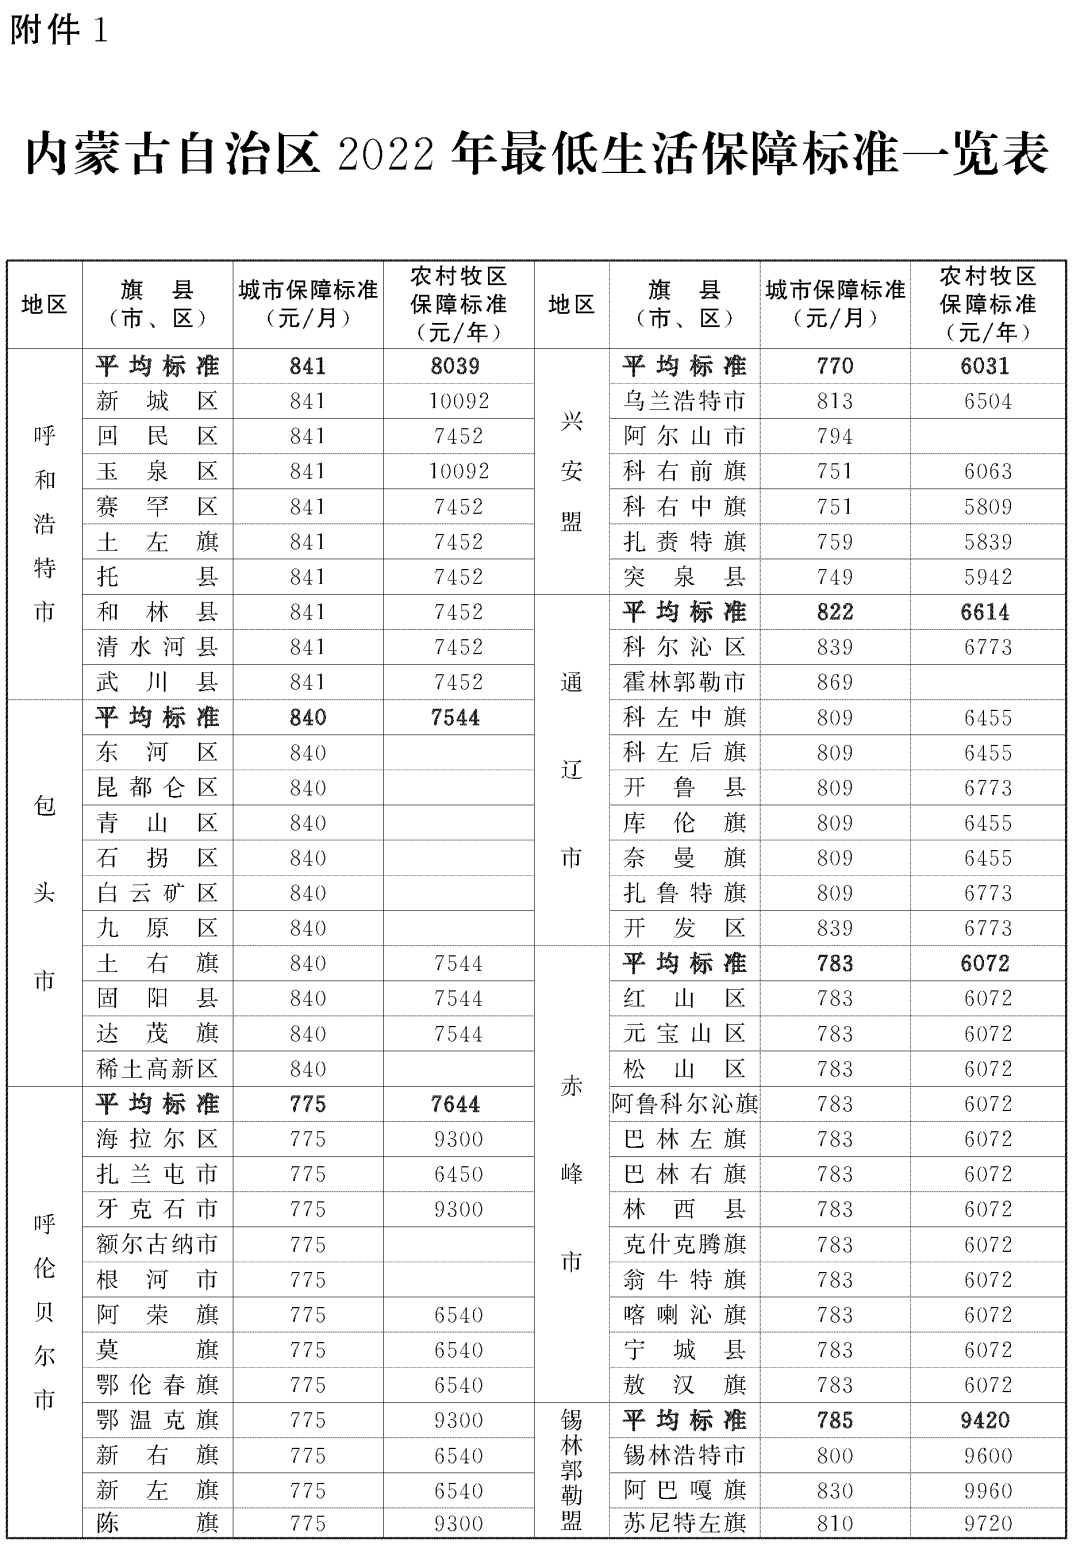 附件1
内蒙古自治区2022年最低生活保障标准一览表
地区 旗县（市、区） 城市保障标准（元/月） 农村牧区保障标准（元/年）
呼和浩特市
平均标准 841 8039
新城区 841 10092
回民区 841 7452
玉泉区 841 10092
赛罕区 841 7452
土左旗 841 7452
托县 841 7452
和林县 841 7452
清水河县 841 7452
武川县 841 7452
包头市
平均标准 840 7544
东河区 840
昆都仑区 840
青山区 840
石拐区 840
白云矿区 840
九原区 840
土右旗 840 7544
固阳县 840 7544
达茂旗 840 7544
稀土高新区 840
呼伦贝尔市
平均标准 775 7644
海拉尔区 775 9300
扎兰屯市 775 6450
牙克石市 775 9300
额尔古纳市 775
根河市 775
阿荣旗 775 6540
莫旗 775 6540
鄂伦春旗 775 6540
鄂温克旗 775 9300
新右旗 775 6540
新左旗 775 6540
陈旗 775 9300
地区 旗县（市、区） 城市保障标准（元/月） 农村牧区保障标准（元/年）
兴安盟
平均标准 770 6031
乌兰浩特市 813 6504
阿尔山市 794
科右前旗 751 6063
科右中旗 751 5809
扎赉特旗 759 5839
突泉县 749 5942
通辽市
平均标准 822 6614
科尔沁区 839 6773
霍林郭勒市 869
科左中旗 809 6455
科左后旗 809 6455
开鲁县 809 6773
库伦旗 809 6455
奈曼旗 809 6455
扎鲁特旗 809 6773
开发区 839 6773
赤峰市
平均标准 783 6072
红山区 783 6072
元宝山区 783 6072
松山区 783 6072
阿鲁科尔沁旗 783 6072
巴林左旗 783 6072
巴林右旗 783 6072
林西县 783 6072
克什克腾旗 783 6072
翁牛特旗 783 6072
喀喇沁旗 783 6072
宁城县 783 6072
敖汉旗 783 6072
锡林郭勒盟
平均标准 785 9420
锡林浩特市 800 9600
阿巴嘎旗 830 9960
苏尼特左旗 810 9720